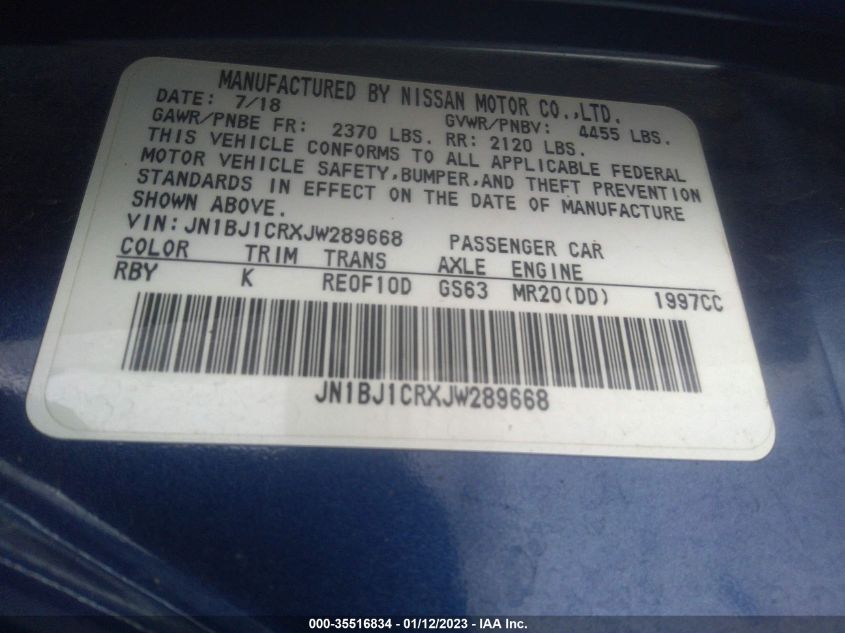 MANUFACTURED BY NISSAN MOTOR CO.,LTD.
DATE: 7/18 GVWR/PNBV: 4455 LBS.
GAWR/PNBE FR: 2370 LBS. RR: 2120 LBS.
THIS VEHICLE CONFORMS TO ALL APPLICABLE FEDERAL
MOTOR VEHICLE SAFETY,BUMPER,AND THEFT PREVENTION
STANDARDS IN EFFECT ON THE DATE OF MANUFACTURE
SHOWN ABOVE.
VIN:JN1BJ1CRXJW289668 PASSENGER CAR
COLOR TRIM TRANS AXLE ENGINE
RBY K RE0F10D GS63 MR20(DD) 1997CC
JN1BJ1CRXJW289668
000-35516834 - 01/12/2023 - IAA Inc.